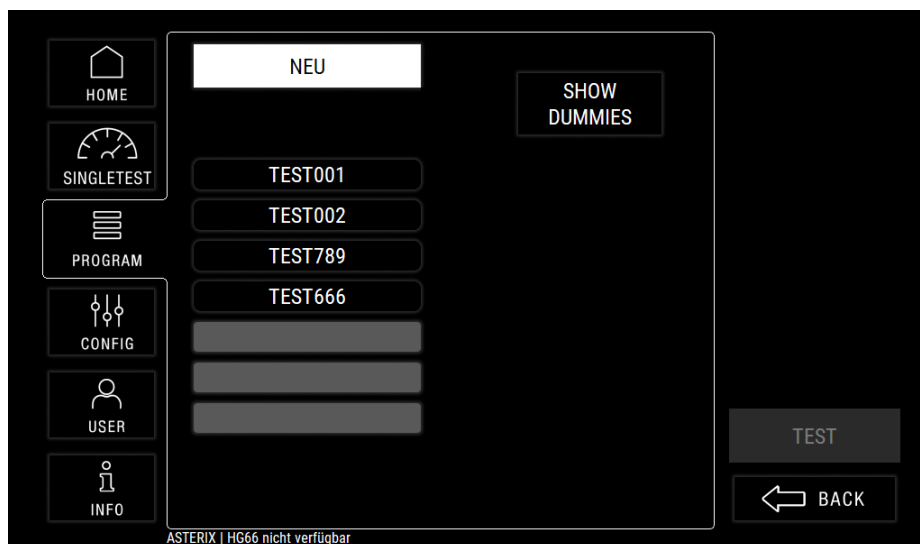 HOME
SINGLETEST
PROGRAM
CONFIG
USER
INFO
NEU
SHOW
DUMMIES
TEST001
TEST002
TEST789
TEST666
TEST
BACK
ASTERIX | HG66 nicht verfügbar